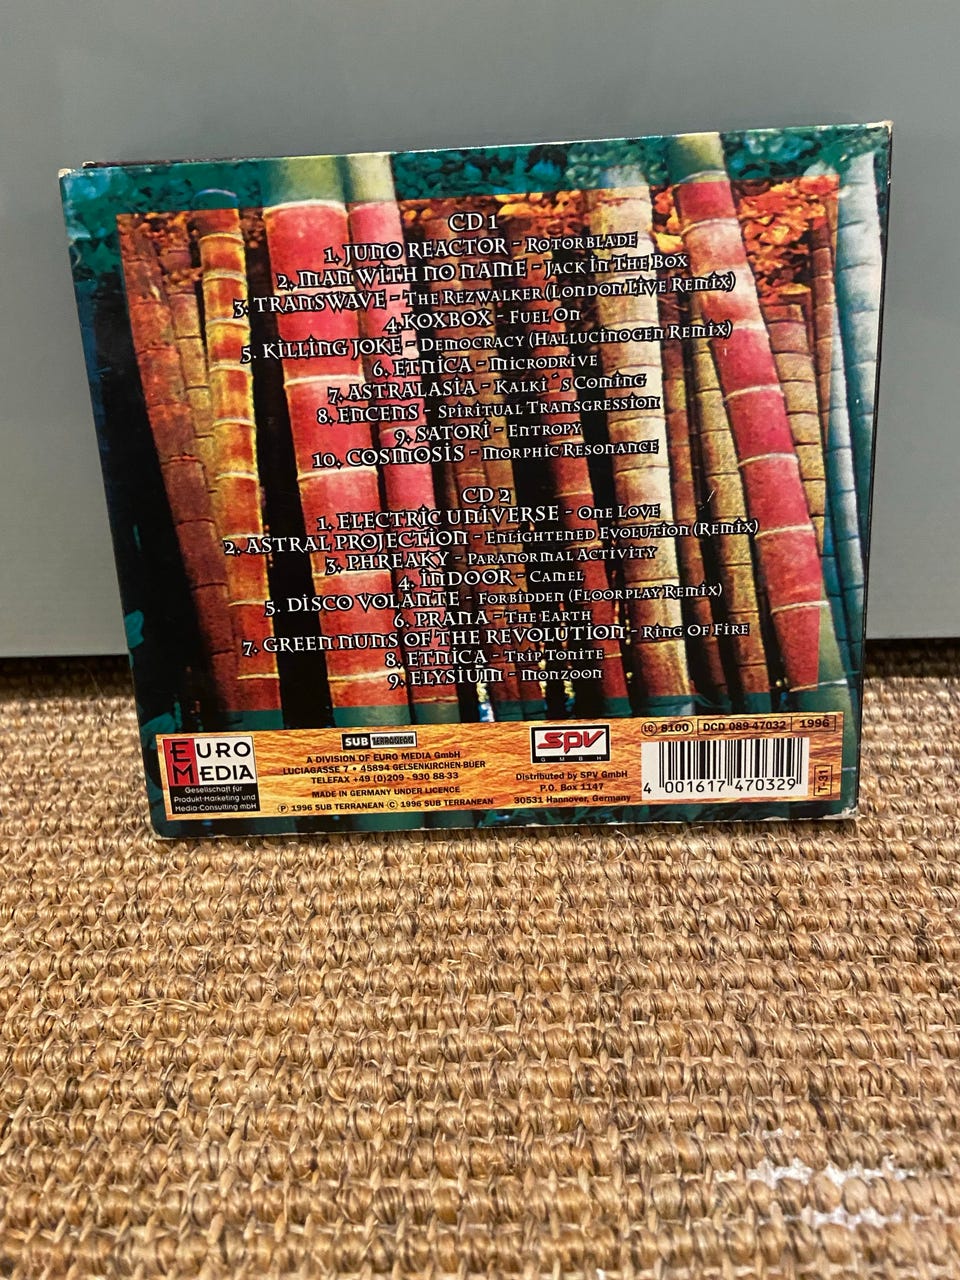 CD 1
1. JUNO REACTOR - ROTORBLADE
2. MAN WITH NO NAME - JACK IN THE BOX
3. TRANSWAVE - THE REZWALKER (LONDON LIVE REMIX)
4. KOXBOX - FUEL ON
5. KILLING JOKE - DEMOCRACY (HALLUCINOGEN REMIX)
6. ETNICA - MICRODRIVE
7. ASTRALASIA - KALKI´S COMING
8. ENCENS - SPIRITUAL TRANSGRESSION
9. SATORI - ENTROPY
10. COSMOSIS - MORPHIC RESONANCE
CD 2
1. ELECTRIC UNIVERSE - ONE LOVE
2. ASTRAL PROJECTION - ENLIGHTENED EVOLUTION (REMIX)
3. PHREAKY - PARANORMAL ACTIVITY
4. INDOOR - CAMEL
5. DISCO VOLANTE - FORBIDDEN (FLOORPLAY REMIX)
6. PRANA - THE EARTH
7. GREEN NUNS OF THE REVOLUTION - RING OF FIRE
8. ETNICA - TRIP TONITE
9. ELYSIUM - MONZOON
EURO
MEDIA
Gesellschaft für
Produkt-Marketing und
Media-Consulting mbH
SUB TERRANEAN
A DIVISION OF EURO MEDIA GmbH
LUCIAGASSE 7 • 45894 GELSENKIRCHEN-BUER
TELEFAX +49 (0)209 - 930 88-33
MADE IN GERMANY UNDER LICENCE
Ⓟ 1996 SUB TERRANEAN © 1996 SUB TERRANEAN
SPV
GMBH
Distributed by SPV GmbH
P.O. Box 1147
30531 Hannover, Germany
LC 8100 DCD 089-47032 1996
4 001617 470329
T-31